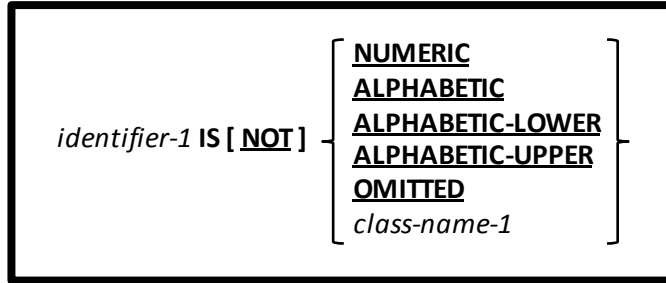 NUMERIC
ALPHABETIC
ALPHABETIC-LOWER
identifier-1 IS [ NOT ]
ALPHABETIC-UPPER
OMITTED
class-name-1